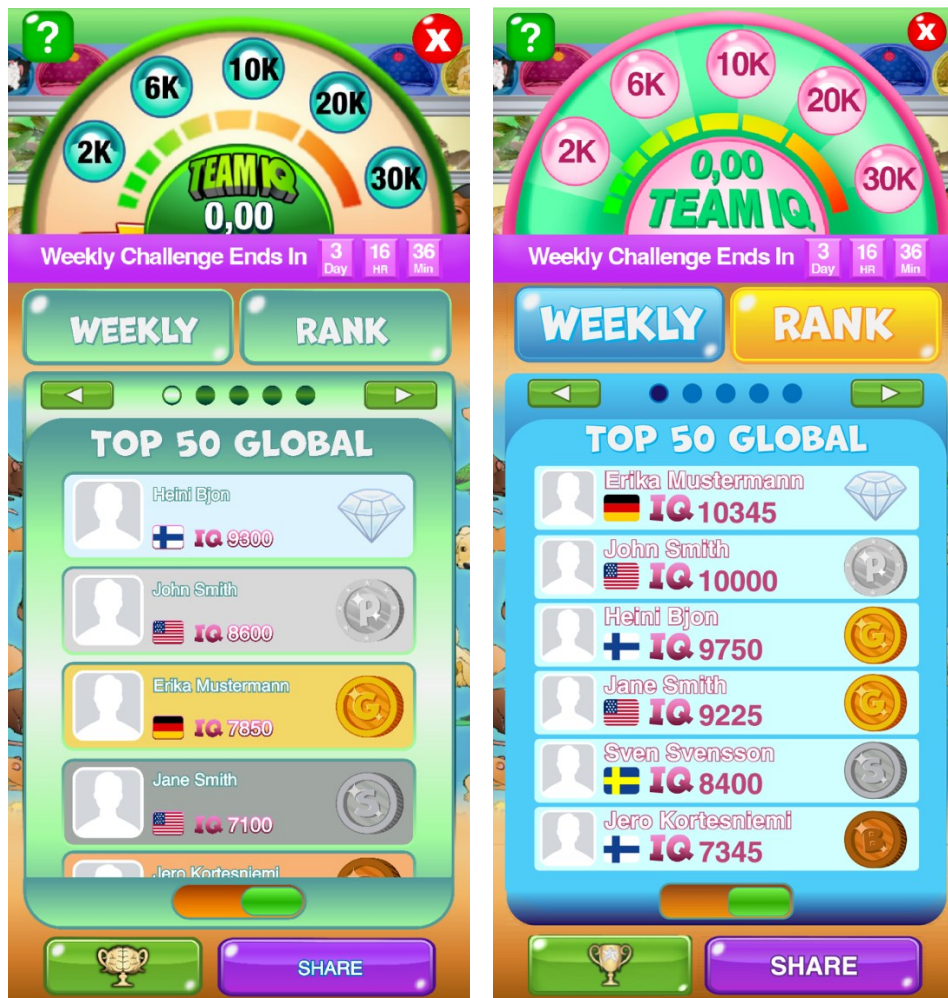 ?
X
2K
6K
10K
20K
30K
TEAM IQ
0,00
Weekly Challenge Ends In 3 Day 16 HR 36 Min
WEEKLY RANK
TOP 50 GLOBAL
Heini Bjon
IQ 9300
John Smith
IQ 8600
P
Erika Mustermann
IQ 7850
G
Jane Smith
IQ 7100
S
Jero Kortesniemi
SHARE
?
X
2K
6K
10K
20K
30K
0,00
TEAM IQ
Weekly Challenge Ends In 3 Day 16 HR 36 Min
WEEKLY RANK
TOP 50 GLOBAL
Erika Mustermann
IQ 10345
John Smith
IQ 10000
P
Heini Bjon
IQ 9750
G
Jane Smith
IQ 9225
G
Sven Svensson
IQ 8400
S
Jero Kortesniemi
IQ 7345
B
SHARE